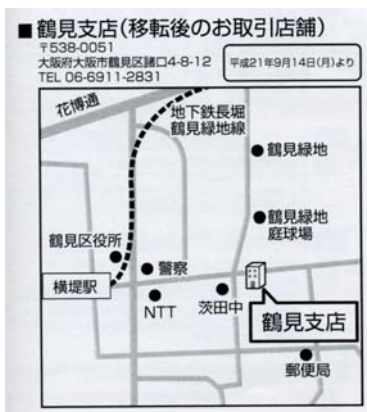 ■鶴見支店(移転後のお取引店舗)
〒538-0051
大阪府大阪市鶴見区諸口4-8-12
TEL 06-6911-2831
平成21年9月14日(月)より
花博通
地下鉄長堀
鶴見緑地線
鶴見緑地
鶴見緑地
庭球場
鶴見区役所
警察
横堤駅
NTT
茨田中
鶴見支店
郵便局